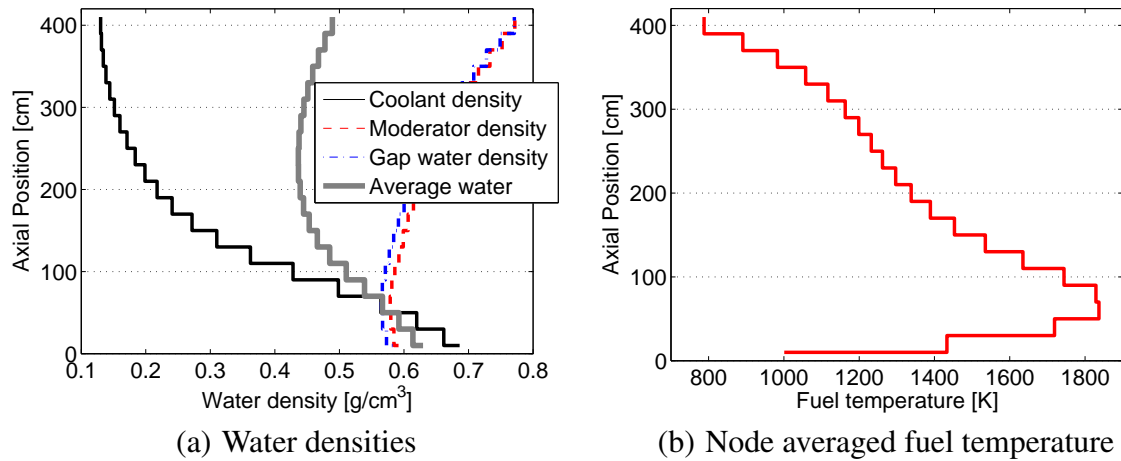 400
300
200
100
0
Axial Position [cm]
0.1 0.2 0.3 0.4 0.5 0.6 0.7 0.8
Water density [g/cm³]
Coolant density
Moderator density
Gap water density
Average water
(a) Water densities
400
300
200
100
0
Axial Position [cm]
800 1000 1200 1400 1600 1800
Fuel temperature [K]
(b) Node averaged fuel temperature